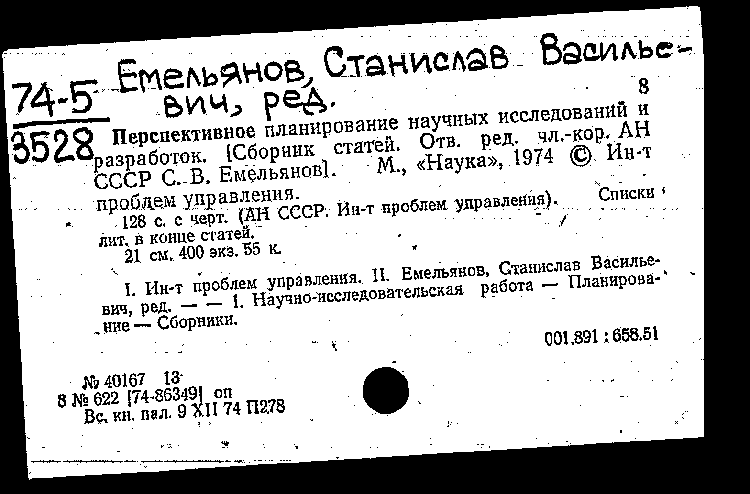 Емельянов, Станислав Василье-
вич, ред.
74-5
3528
8
Перспективное планирование научных исследований и
разработок. [Сборник статей. Отв. ред. чл.-кор. АН
СССР С. В. Емельянов]. М., «Наука», 1974 © Ин-т
проблем управления.
128 с. с черт. (АН СССР. Ин-т проблем управления). Списки
лит. в конце статей.
21 см. 400 экз. 55 к.
I. Ин-т проблем управления. II. Емельянов, Станислав Василье-
вич, ред. — — 1. Научно-исследовательская работа — Планирова-
ние — Сборники.
001.891 : 658.51
№ 40167 13
8 № 622 [74-86349] оп
Вс. кн. пал. 9 XII 74 П278